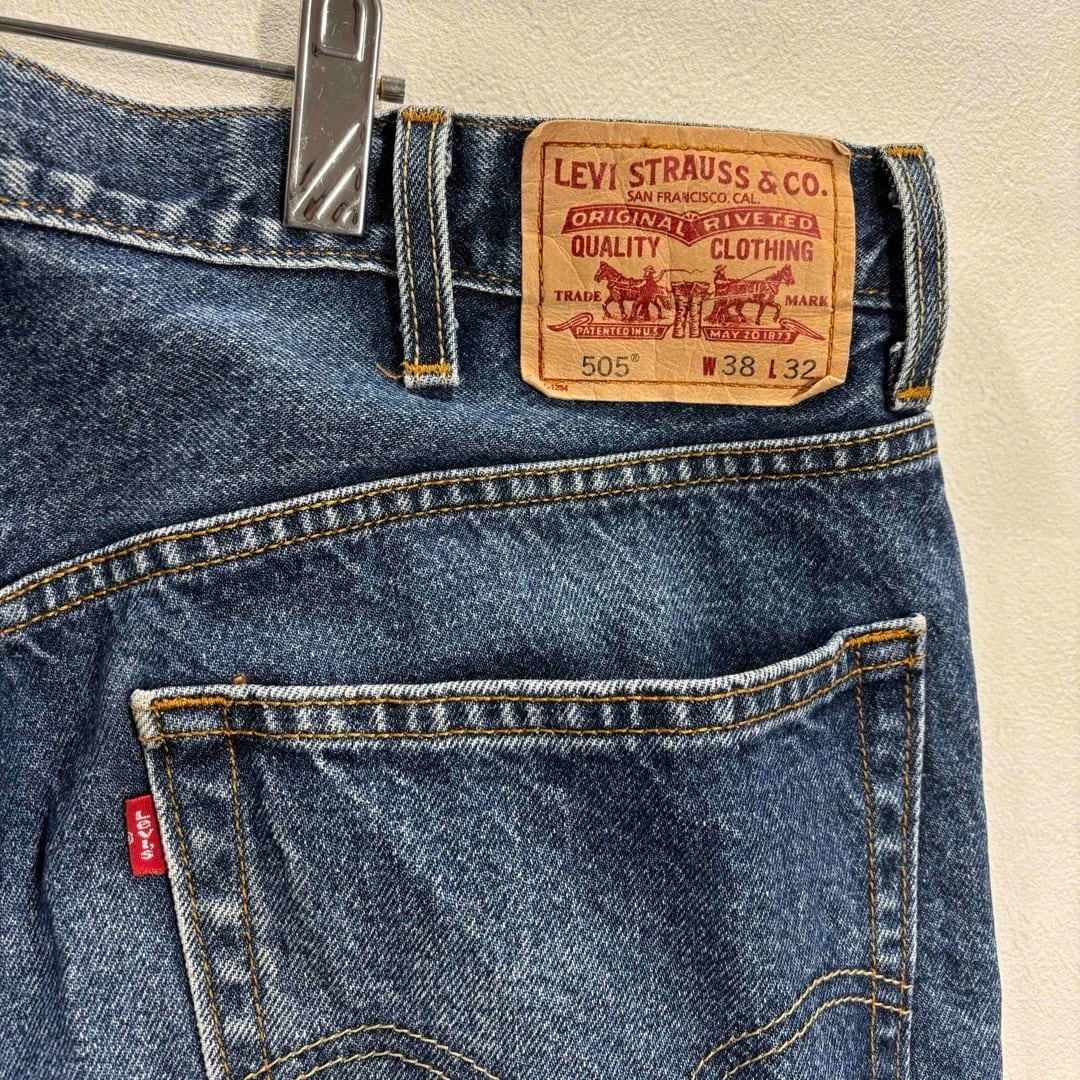 LEVI STRAUSS & CO.
SAN FRANCISCO, CAL.
ORIGINAL RIVETED
QUALITY CLOTHING
TRADE MARK
PATENTED IN U.S. MAY 20 1873
505® W 38 L 32
-1294
LEVI'S